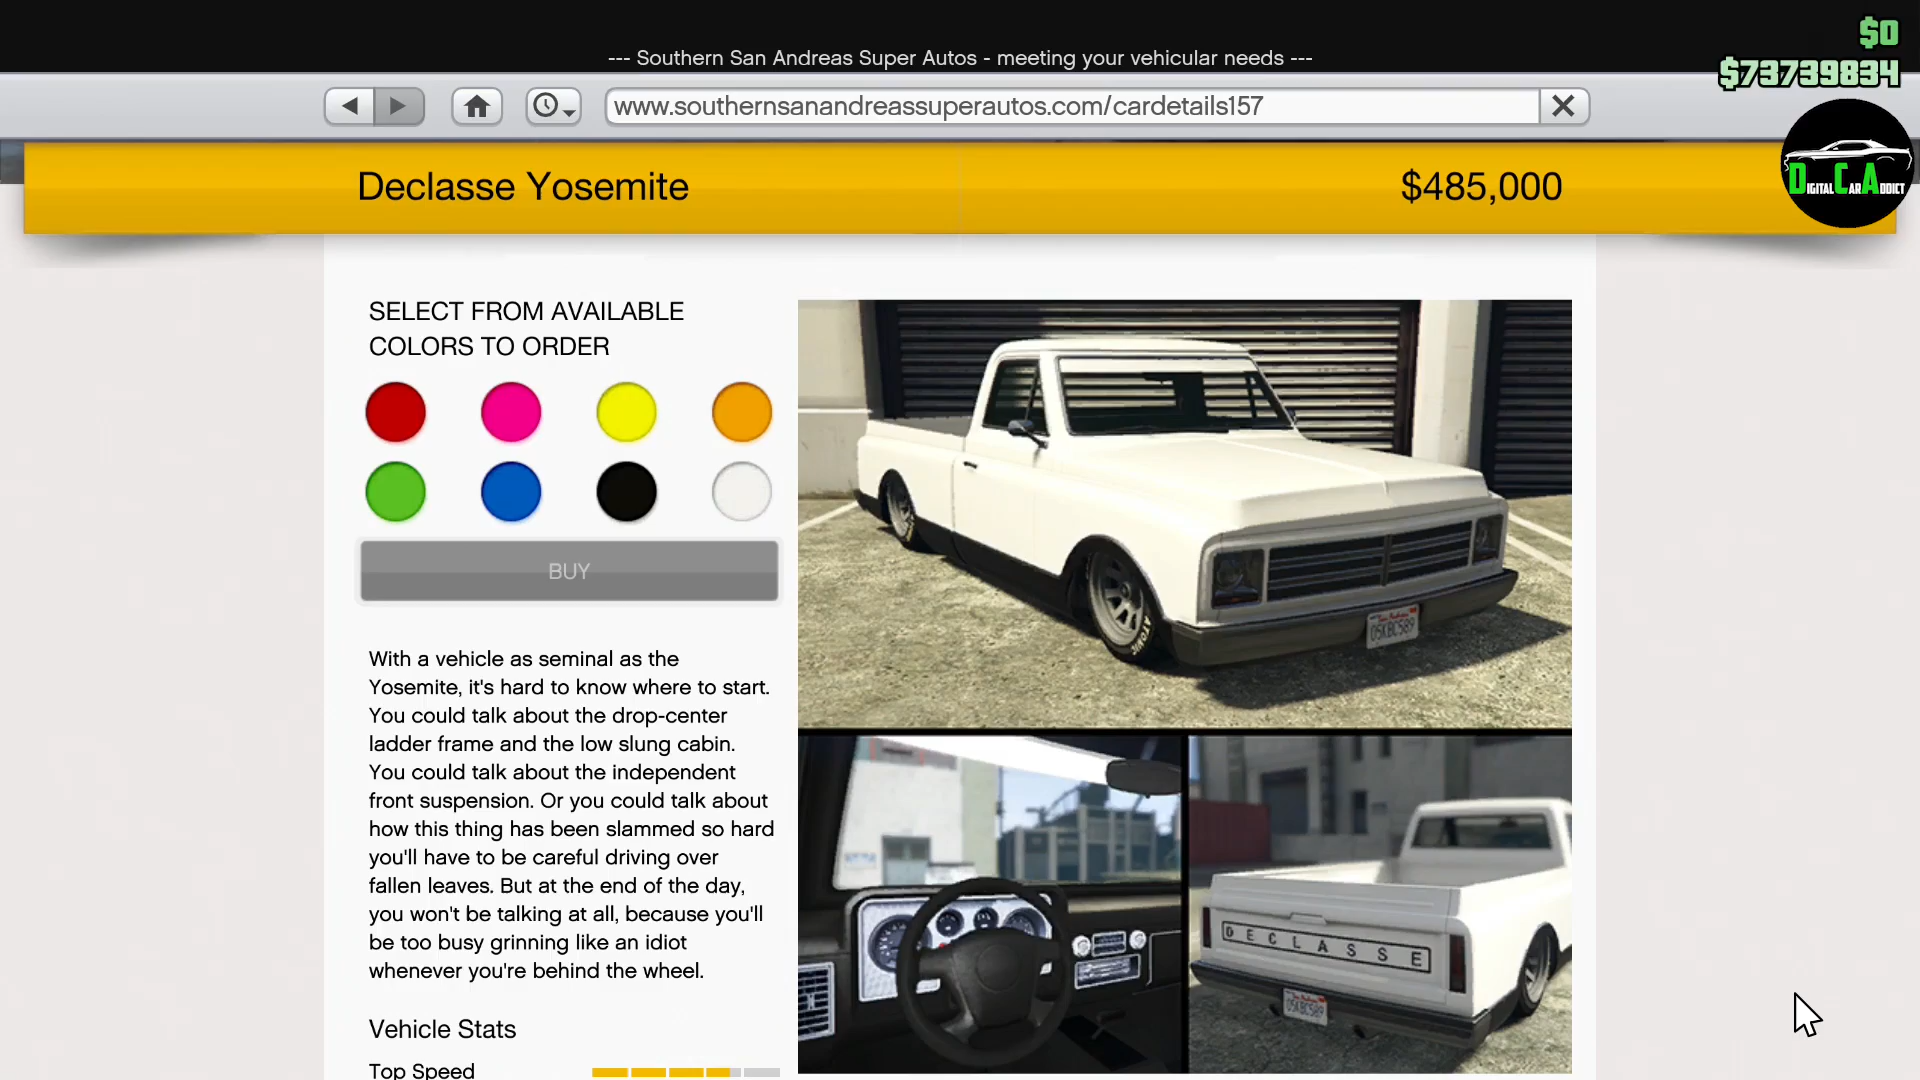 $0
--- Southern San Andreas Super Autos - meeting your vehicular needs ---
$73739834
www.southernsanandreassuperautos.com/cardetails157
Declasse Yosemite
$485,000
DIGITALCARADDICT
SELECT FROM AVAILABLE
COLORS TO ORDER
BUY
With a vehicle as seminal as the
Yosemite, it's hard to know where to start.
You could talk about the drop-center
ladder frame and the low slung cabin.
You could talk about the independent
front suspension. Or you could talk about
how this thing has been slammed so hard
you'll have to be careful driving over
fallen leaves. But at the end of the day,
you won't be talking at all, because you'll
be too busy grinning like an idiot
whenever you're behind the wheel.
Vehicle Stats
Top Speed
ATOMIC
05KBC589
DECLASSE
05KBC589